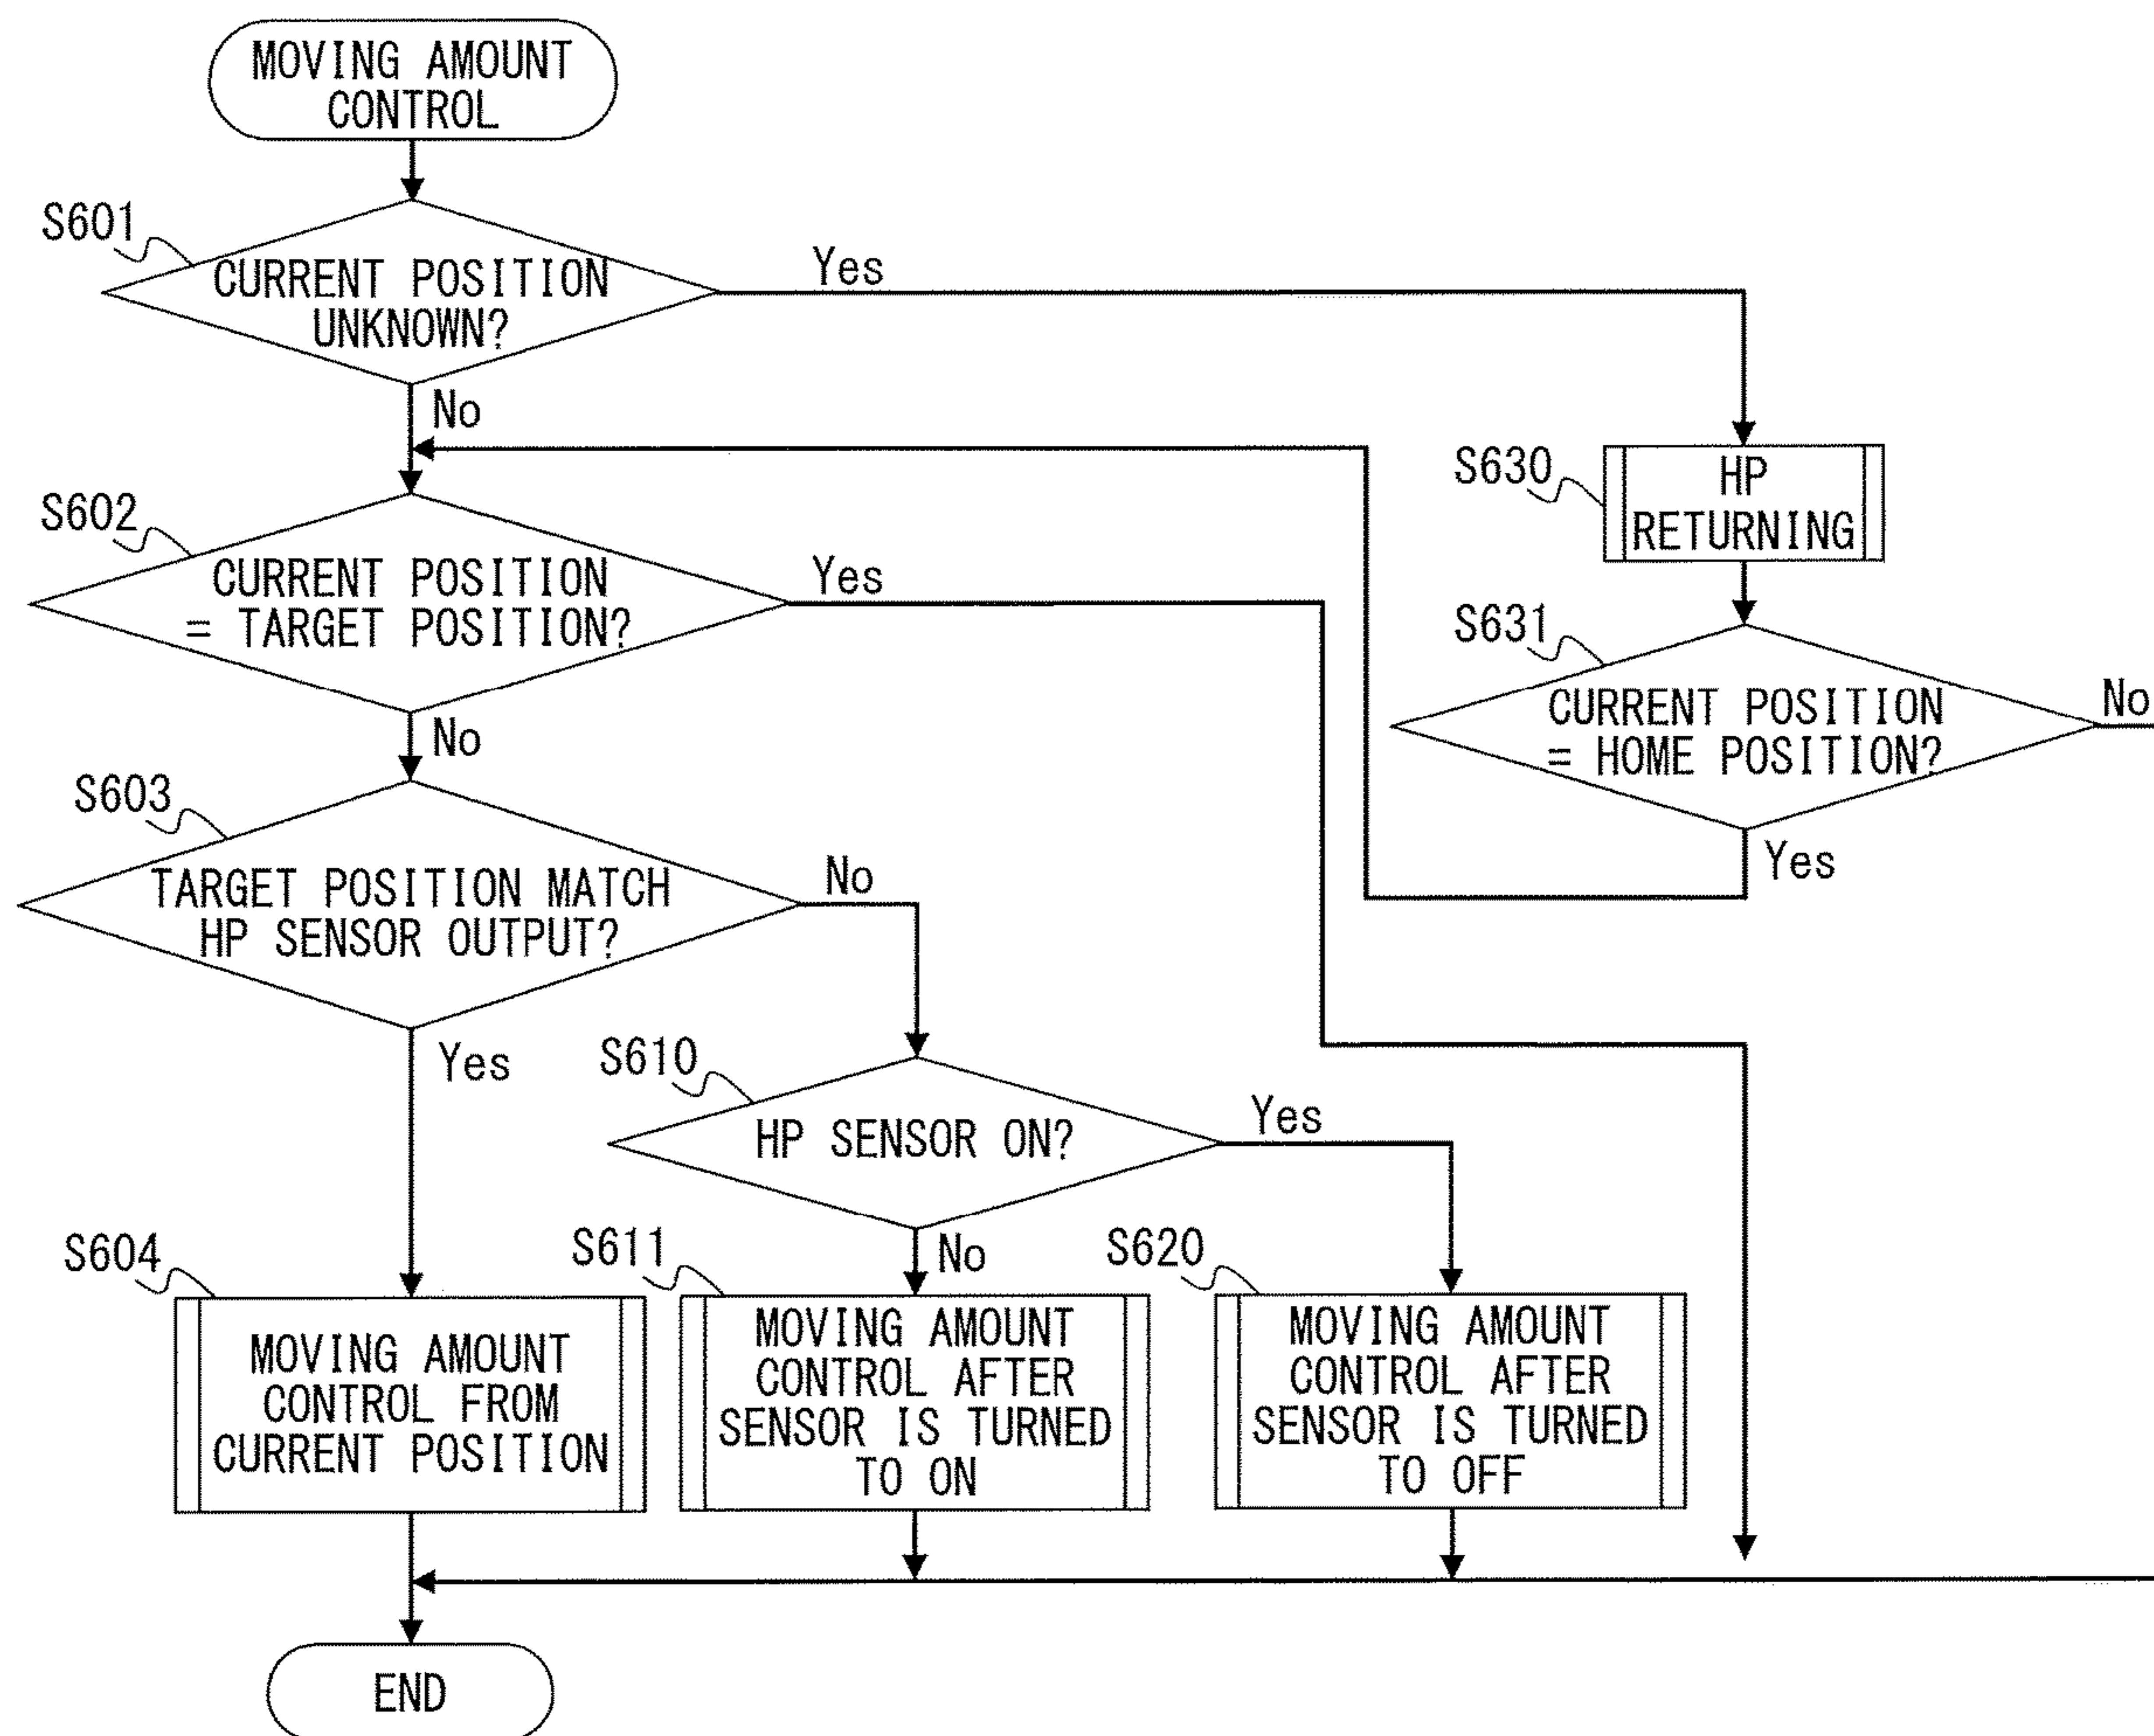 MOVING AMOUNT
CONTROL
S601
CURRENT POSITION
UNKNOWN?
Yes
No
S630
HP
RETURNING
S602
CURRENT POSITION
= TARGET POSITION?
Yes
No
S631
CURRENT POSITION
= HOME POSITION?
No
Yes
S603
TARGET POSITION MATCH
HP SENSOR OUTPUT?
No
Yes
S610
HP SENSOR ON?
Yes
No
S604
MOVING AMOUNT
CONTROL FROM
CURRENT POSITION
S611
MOVING AMOUNT
CONTROL AFTER
SENSOR IS TURNED
TO ON
S620
MOVING AMOUNT
CONTROL AFTER
SENSOR IS TURNED
TO OFF
END